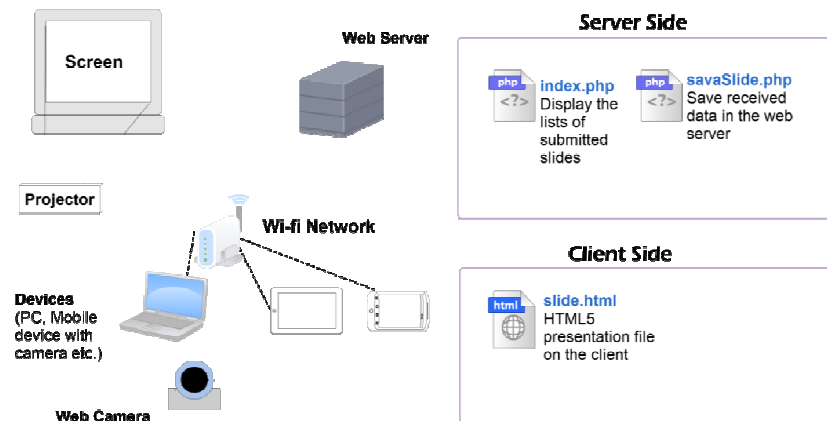 Screen
Web Server
Projector
Wi-fi Network
Devices
(PC, Mobile
device with
camera etc.)
Web Camera
Server Side
php
<?>
index.php
Display the
lists of
submitted
slides
php
<?>
savaSlide.php
Save received
data in the web
server
Client Side
html
slide.html
HTML5
presentation file
on the client